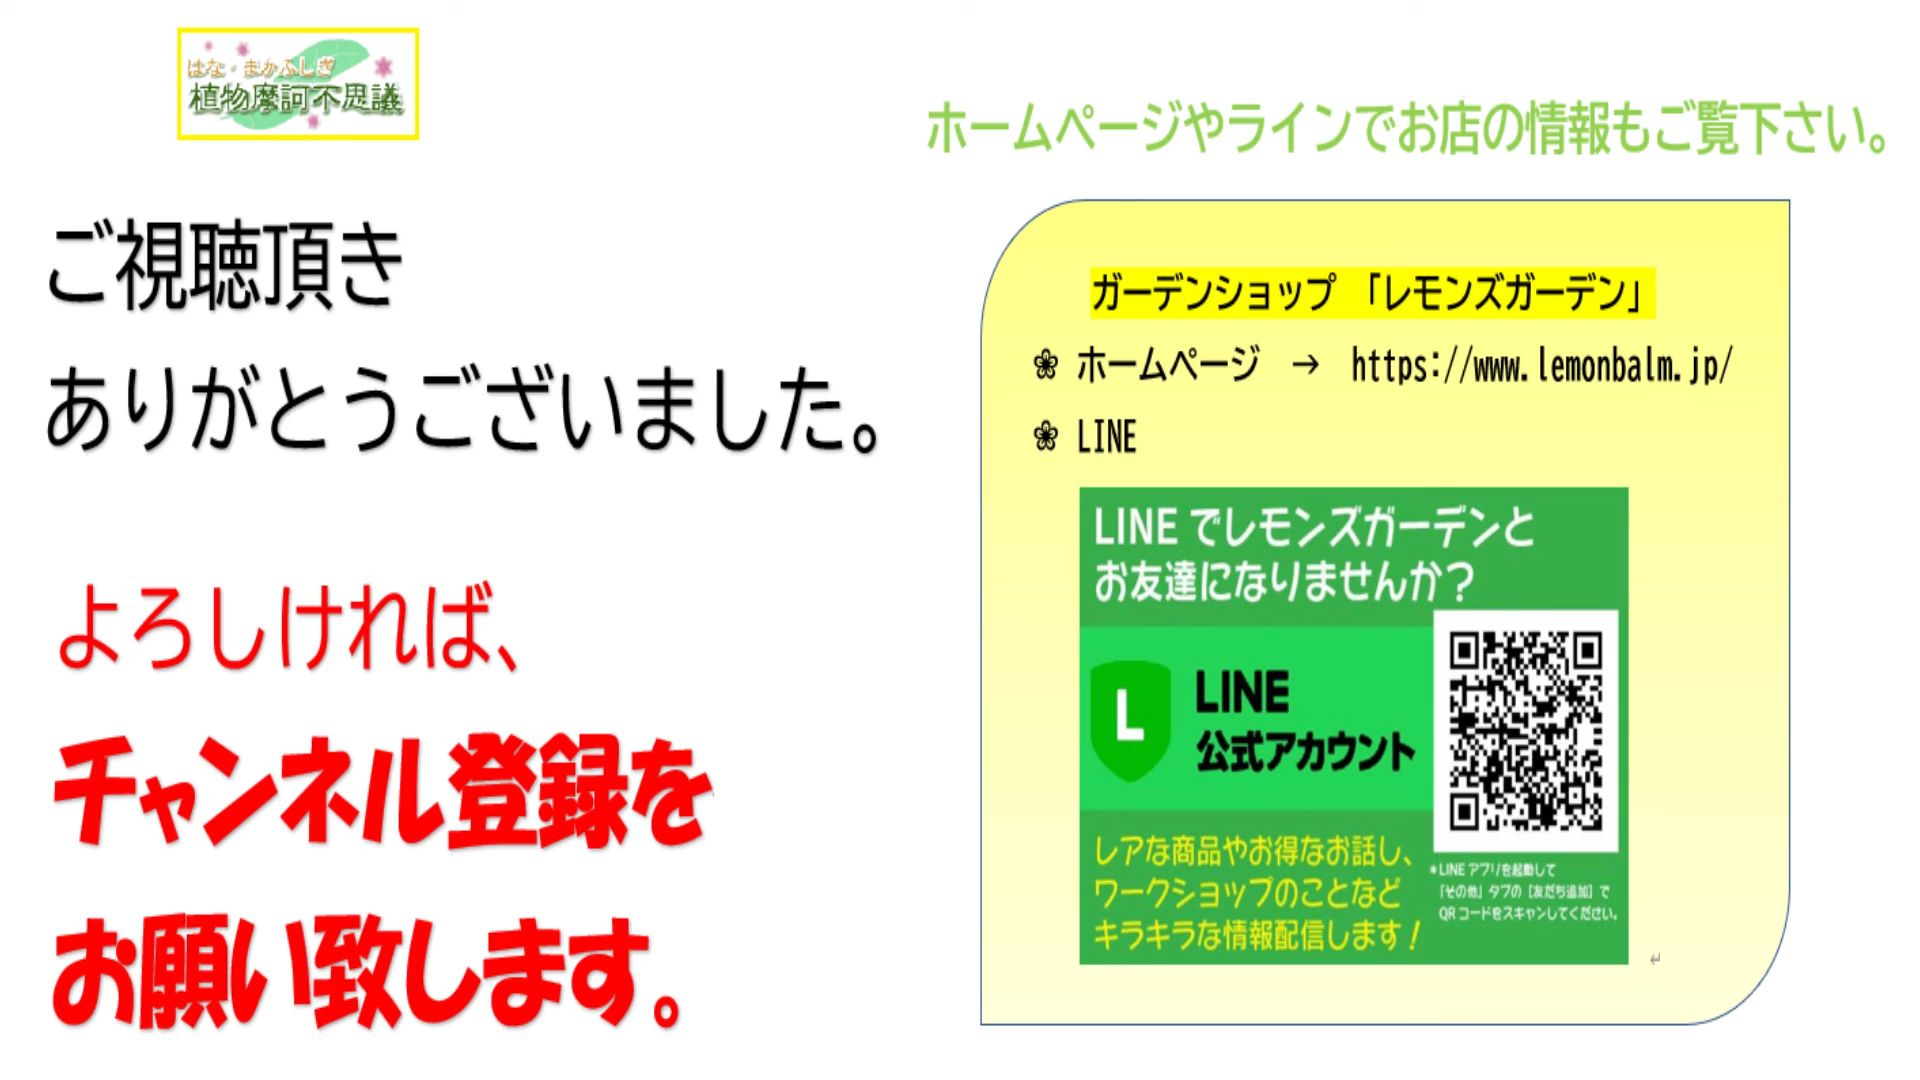 はな・まかふしぎ
植物摩訶不思議
ホームページやラインでお店の情報もご覧下さい。
ご視聴頂き
ありがとうございました。
よろしければ、
チャンネル登録を
お願い致します。
ガーデンショップ 「レモンズガーデン」
❀ ホームページ → https://www.lemonbalm.jp/
❀ LINE
LINEでレモンズガーデンと
お友達になりませんか？
L
LINE
公式アカウント
レアな商品やお得なお話し、
ワークショップのことなど
キラキラな情報配信します！
*LINEアプリを起動して
「その他」タブの［友だち追加］で
QRコードをスキャンしてください。